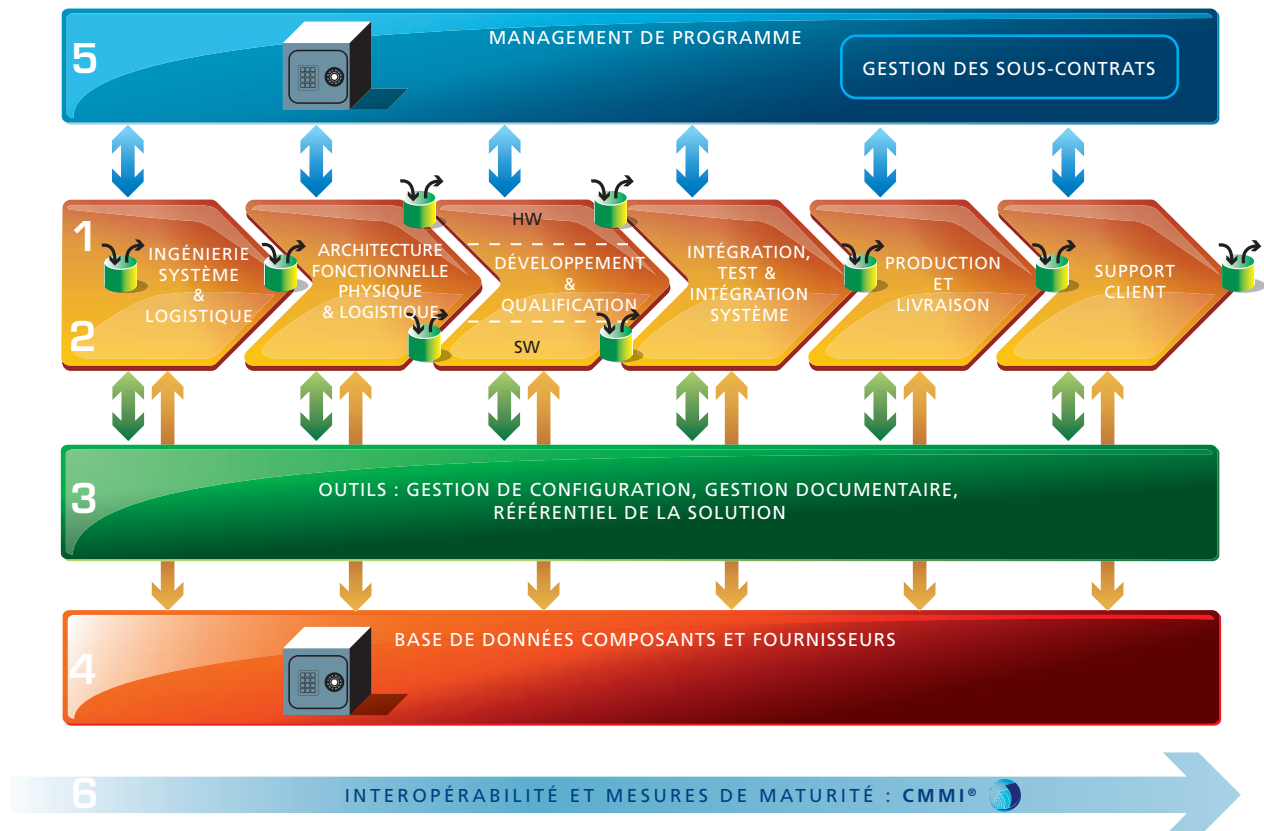 5
MANAGEMENT DE PROGRAMME
GESTION DES SOUS-CONTRATS
1
2
INGÉNIERIE
SYSTÈME
&
LOGISTIQUE
ARCHITECTURE
FONCTIONNELLE
PHYSIQUE
& LOGISTIQUE
HW
DÉVELOPPEMENT
&
QUALIFICATION
SW
INTÉGRATION,
TEST &
INTÉGRATION
SYSTÈME
PRODUCTION
ET
LIVRAISON
SUPPORT
CLIENT
3
OUTILS : GESTION DE CONFIGURATION, GESTION DOCUMENTAIRE,
RÉFÉRENTIEL DE LA SOLUTION
4
BASE DE DONNÉES COMPOSANTS ET FOURNISSEURS
6
INTEROPÉRABILITÉ ET MESURES DE MATURITÉ : CMMI®